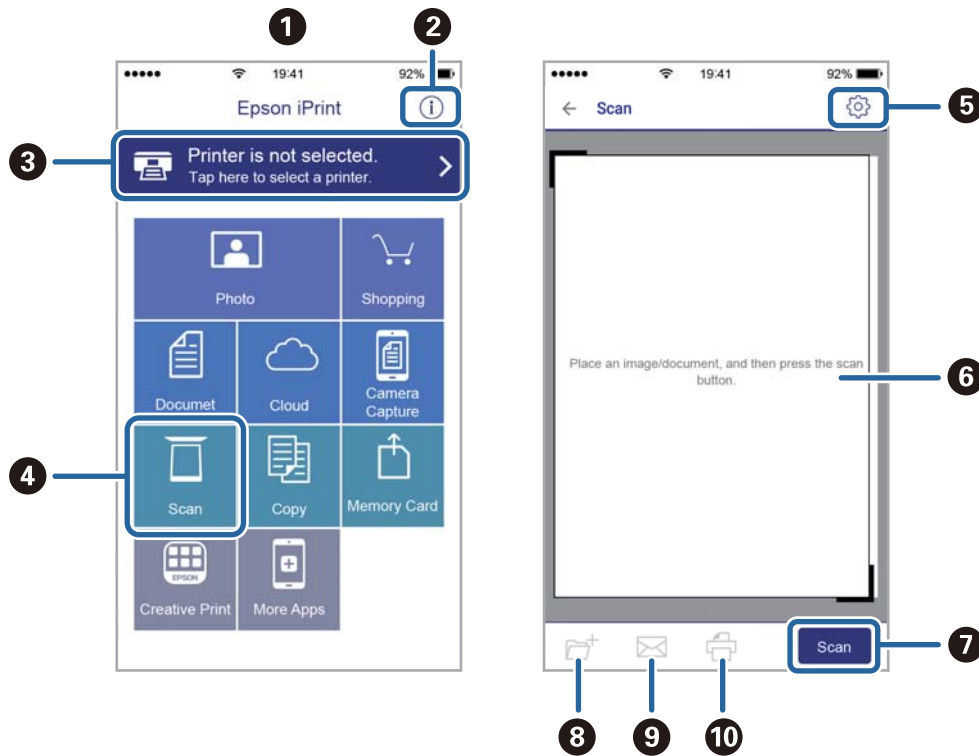 1
2
19:41
92%
Epson iPrint
3
Printer is not selected.
Tap here to select a printer.
Photo
Shopping
Documet
Cloud
Camera
Capture
4
Scan
Copy
Memory Card
EPSON
Creative Print
More Apps
19:41
92%
Scan
5
Place an image/document, and then press the scan
button.
6
Scan
7
8
9
10